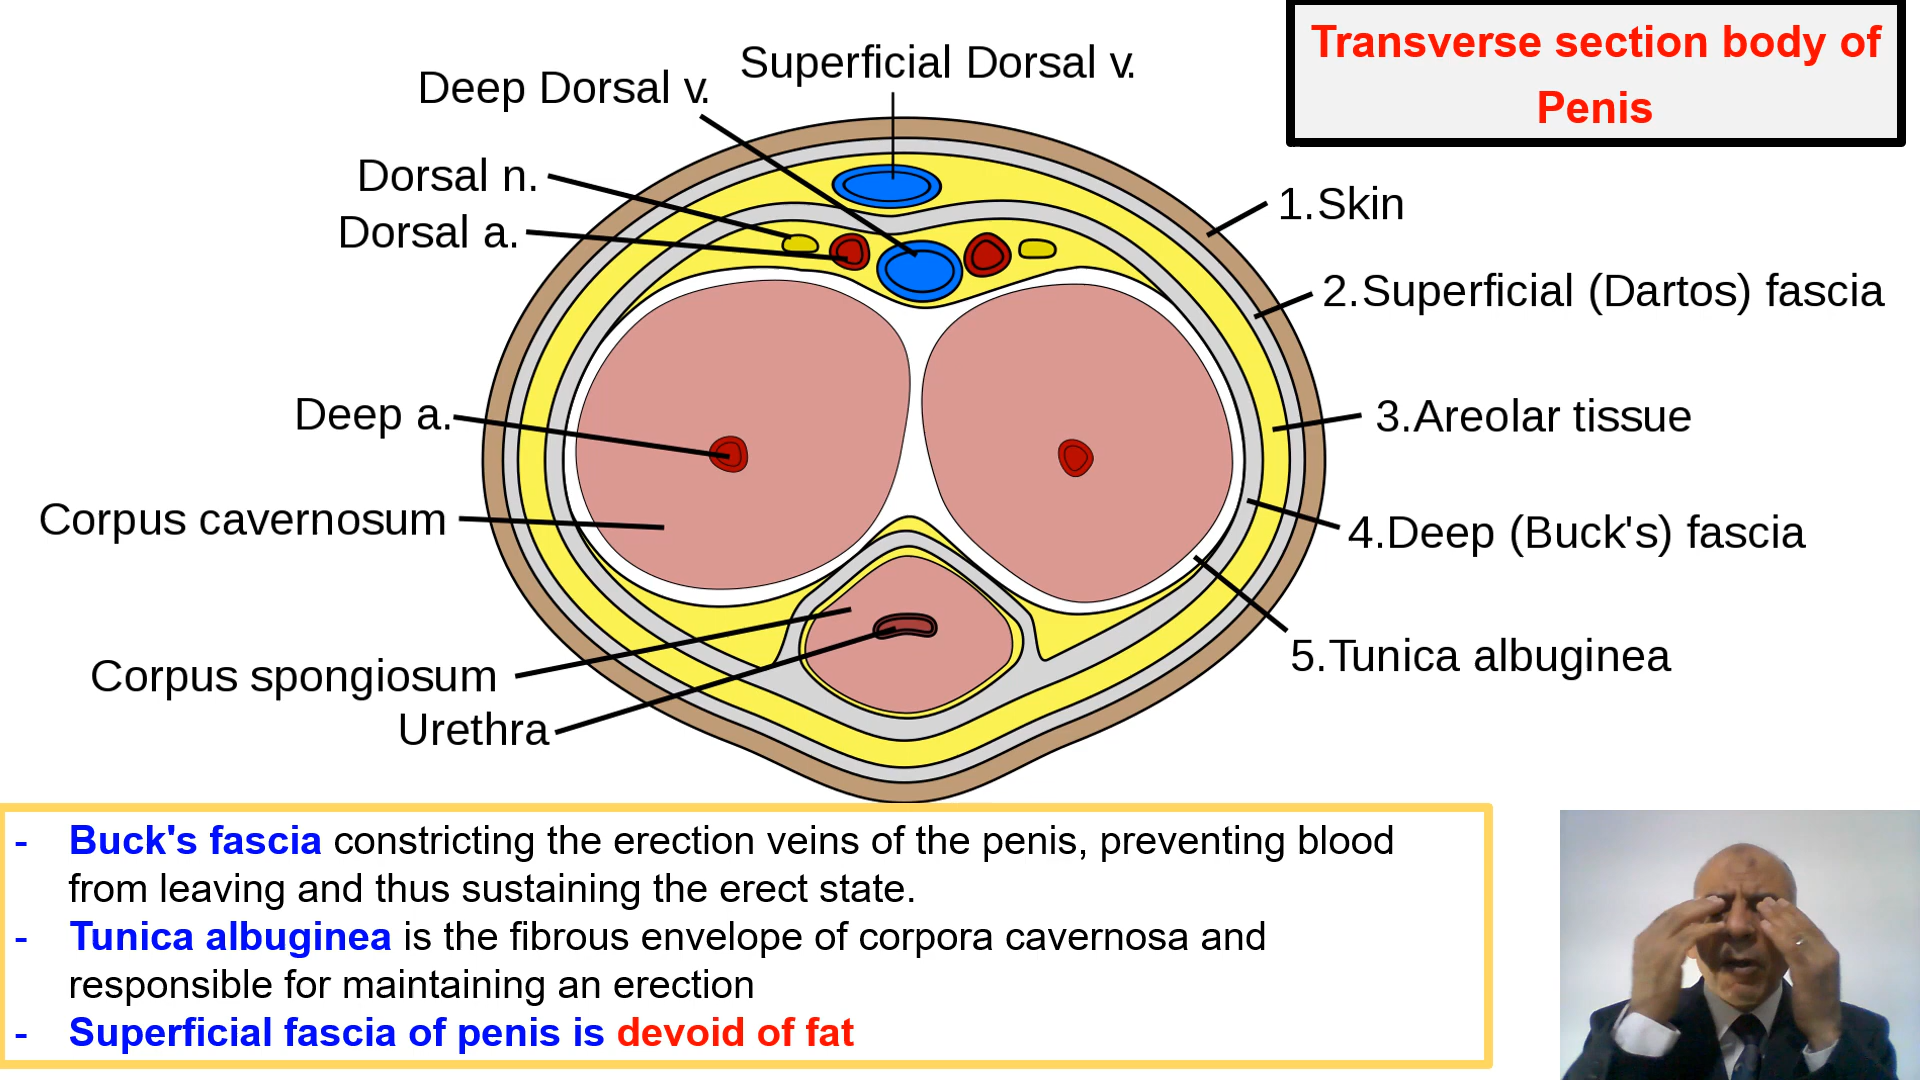 Transverse section body of
Penis
Superficial Dorsal v.
Deep Dorsal v.
Dorsal n.
Dorsal a.
Deep a.
Corpus cavernosum
Corpus spongiosum
Urethra
1.Skin
2.Superficial (Dartos) fascia
3.Areolar tissue
4.Deep (Buck's) fascia
5.Tunica albuginea
- Buck's fascia constricting the erection veins of the penis, preventing blood
from leaving and thus sustaining the erect state.
- Tunica albuginea is the fibrous envelope of corpora cavernosa and
responsible for maintaining an erection
- Superficial fascia of penis is devoid of fat